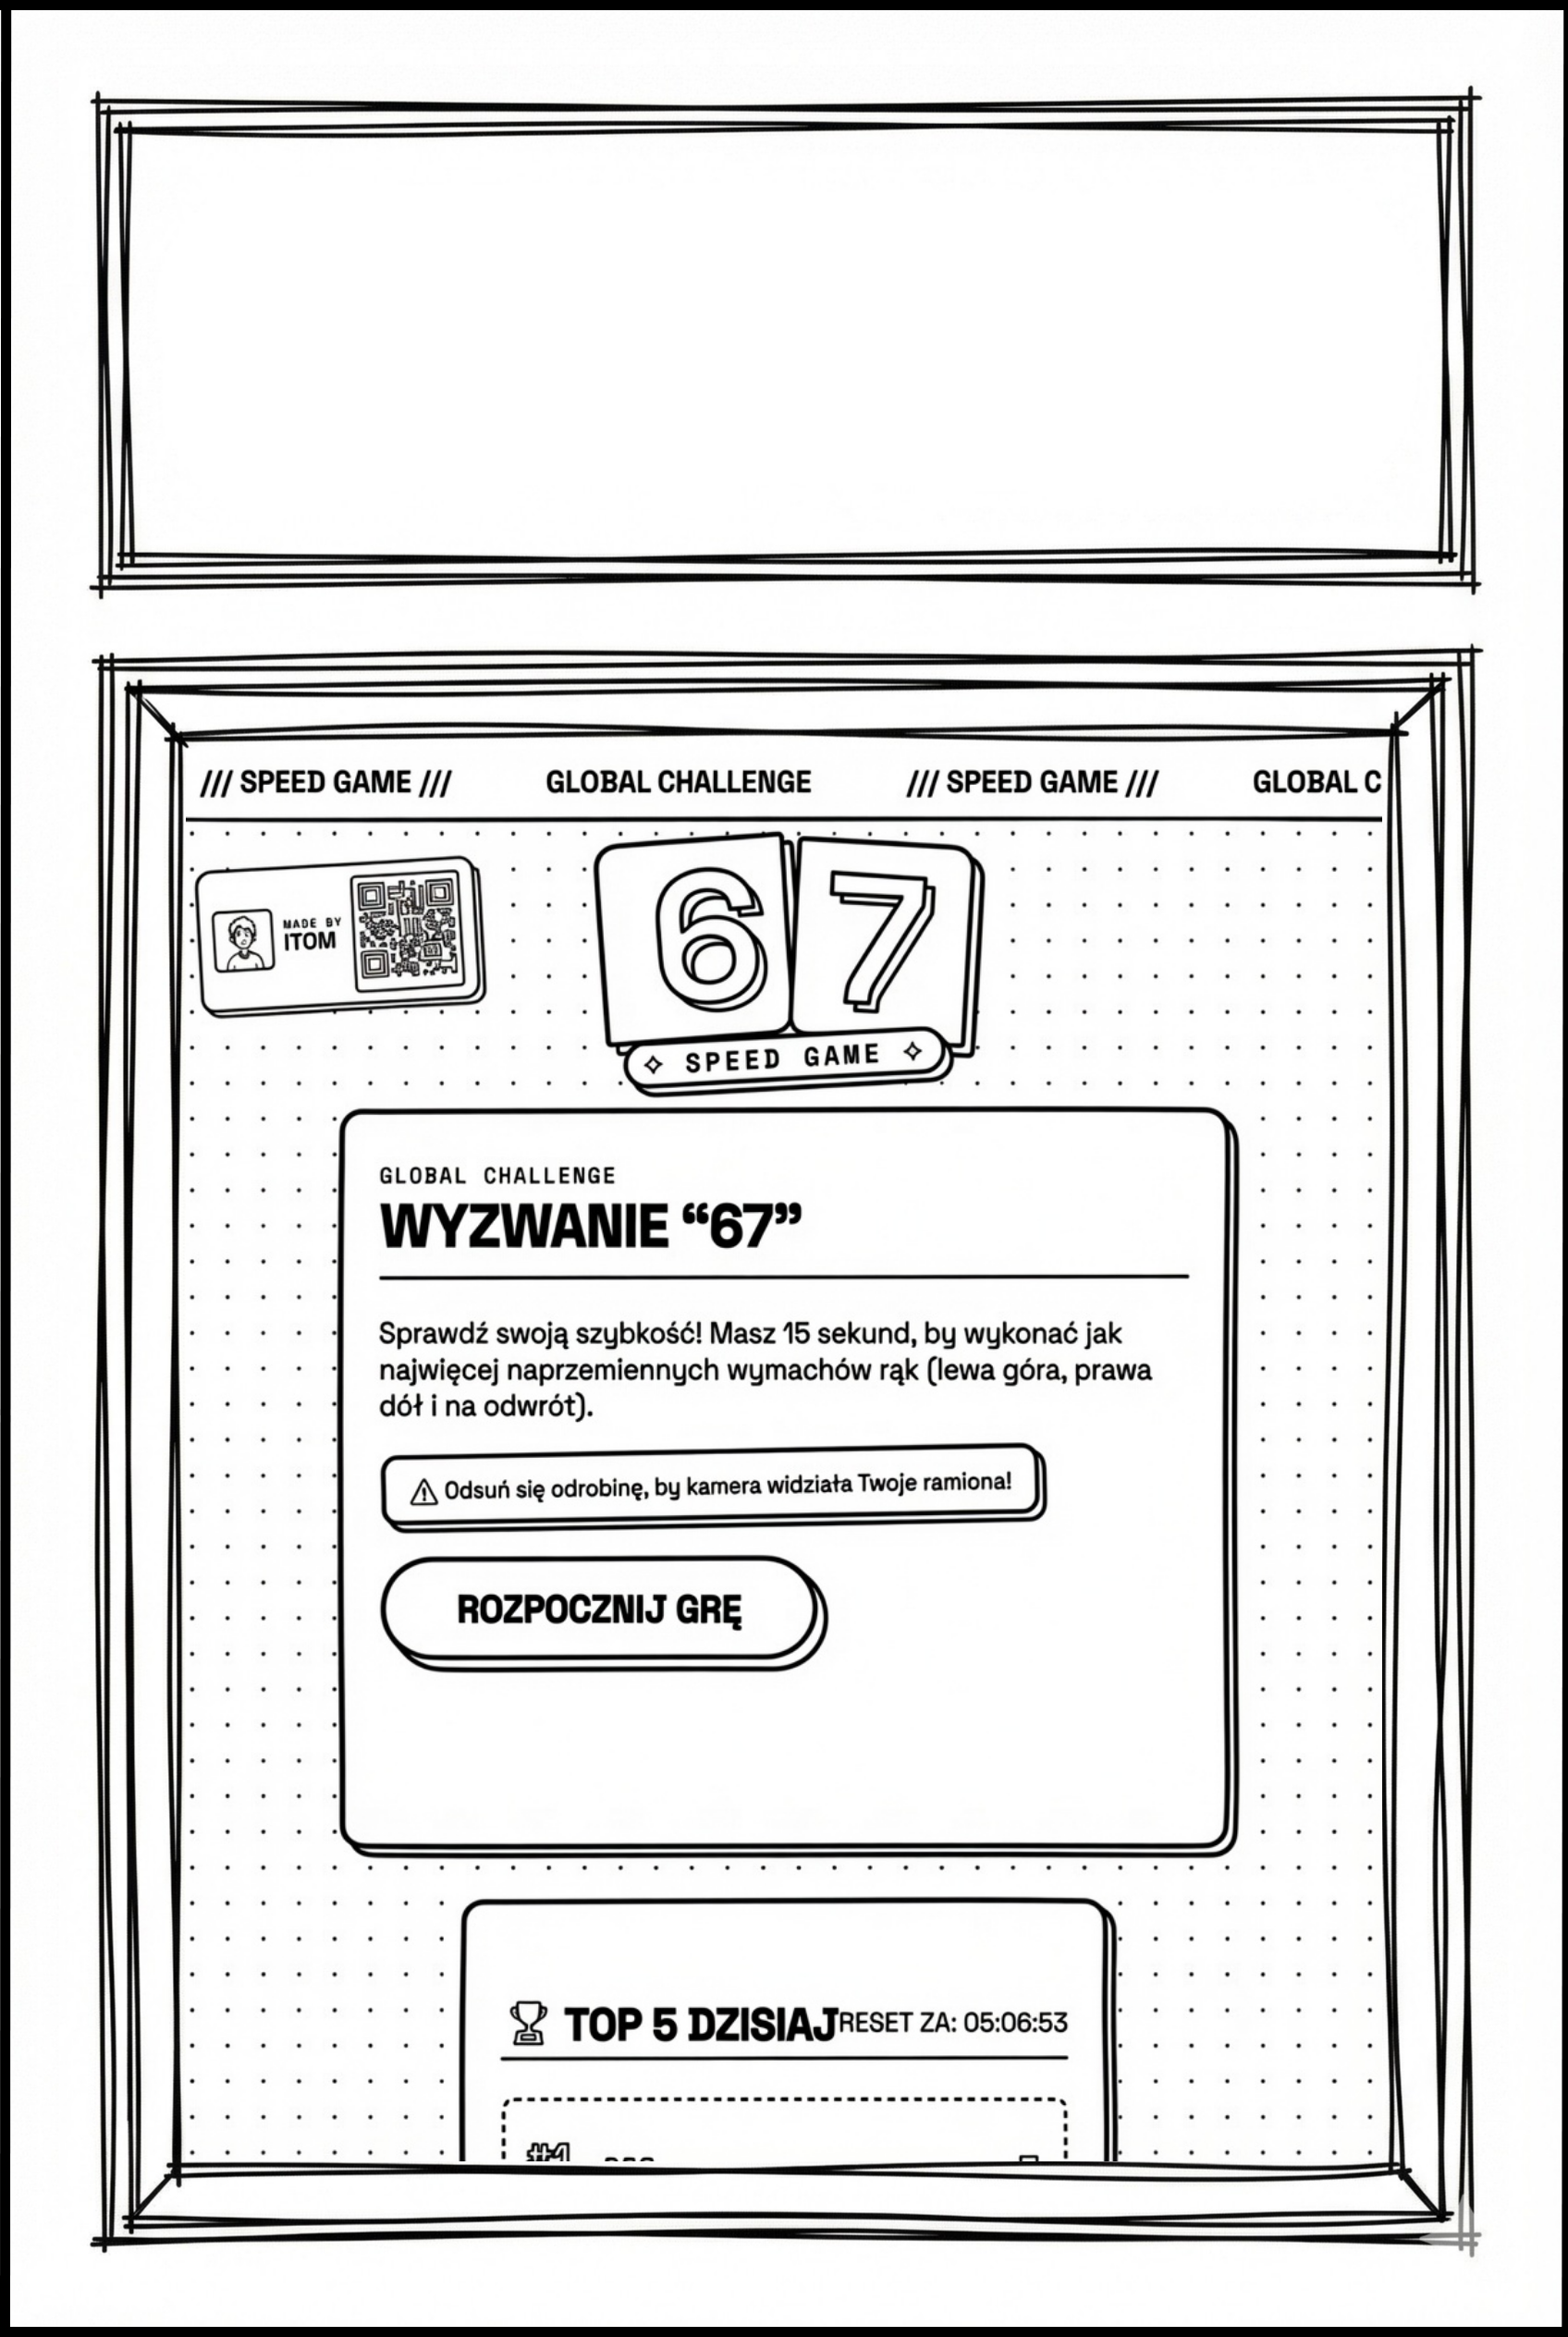 /// SPEED GAME /// GLOBAL CHALLENGE /// SPEED GAME /// GLOBAL C
MADE BY
ITOM
67
✧ SPEED GAME ✧
GLOBAL CHALLENGE
WYZWANIE “67”
Sprawdź swoją szybkość! Masz 15 sekund, by wykonać jak
najwięcej naprzemiennych wymachów rąk (lewa góra, prawa
dół i na odwrót).
⚠ Odsuń się odrobinę, by kamera widziała Twoje ramiona!
ROZPOCZNIJ GRĘ
TOP 5 DZISIAJ RESET ZA: 05:06:53
#1